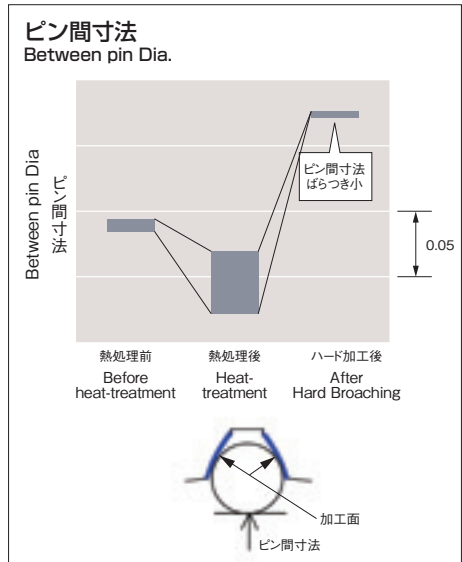 ピン間寸法
Between pin Dia.
Between pin Dia
ピン間寸法
ピン間寸法
ばらつき小
0.05
熱処理前
Before
heat-treatment
熱処理後
Heat-
treatment
ハード加工後
After
Hard Broaching
加工面
ピン間寸法